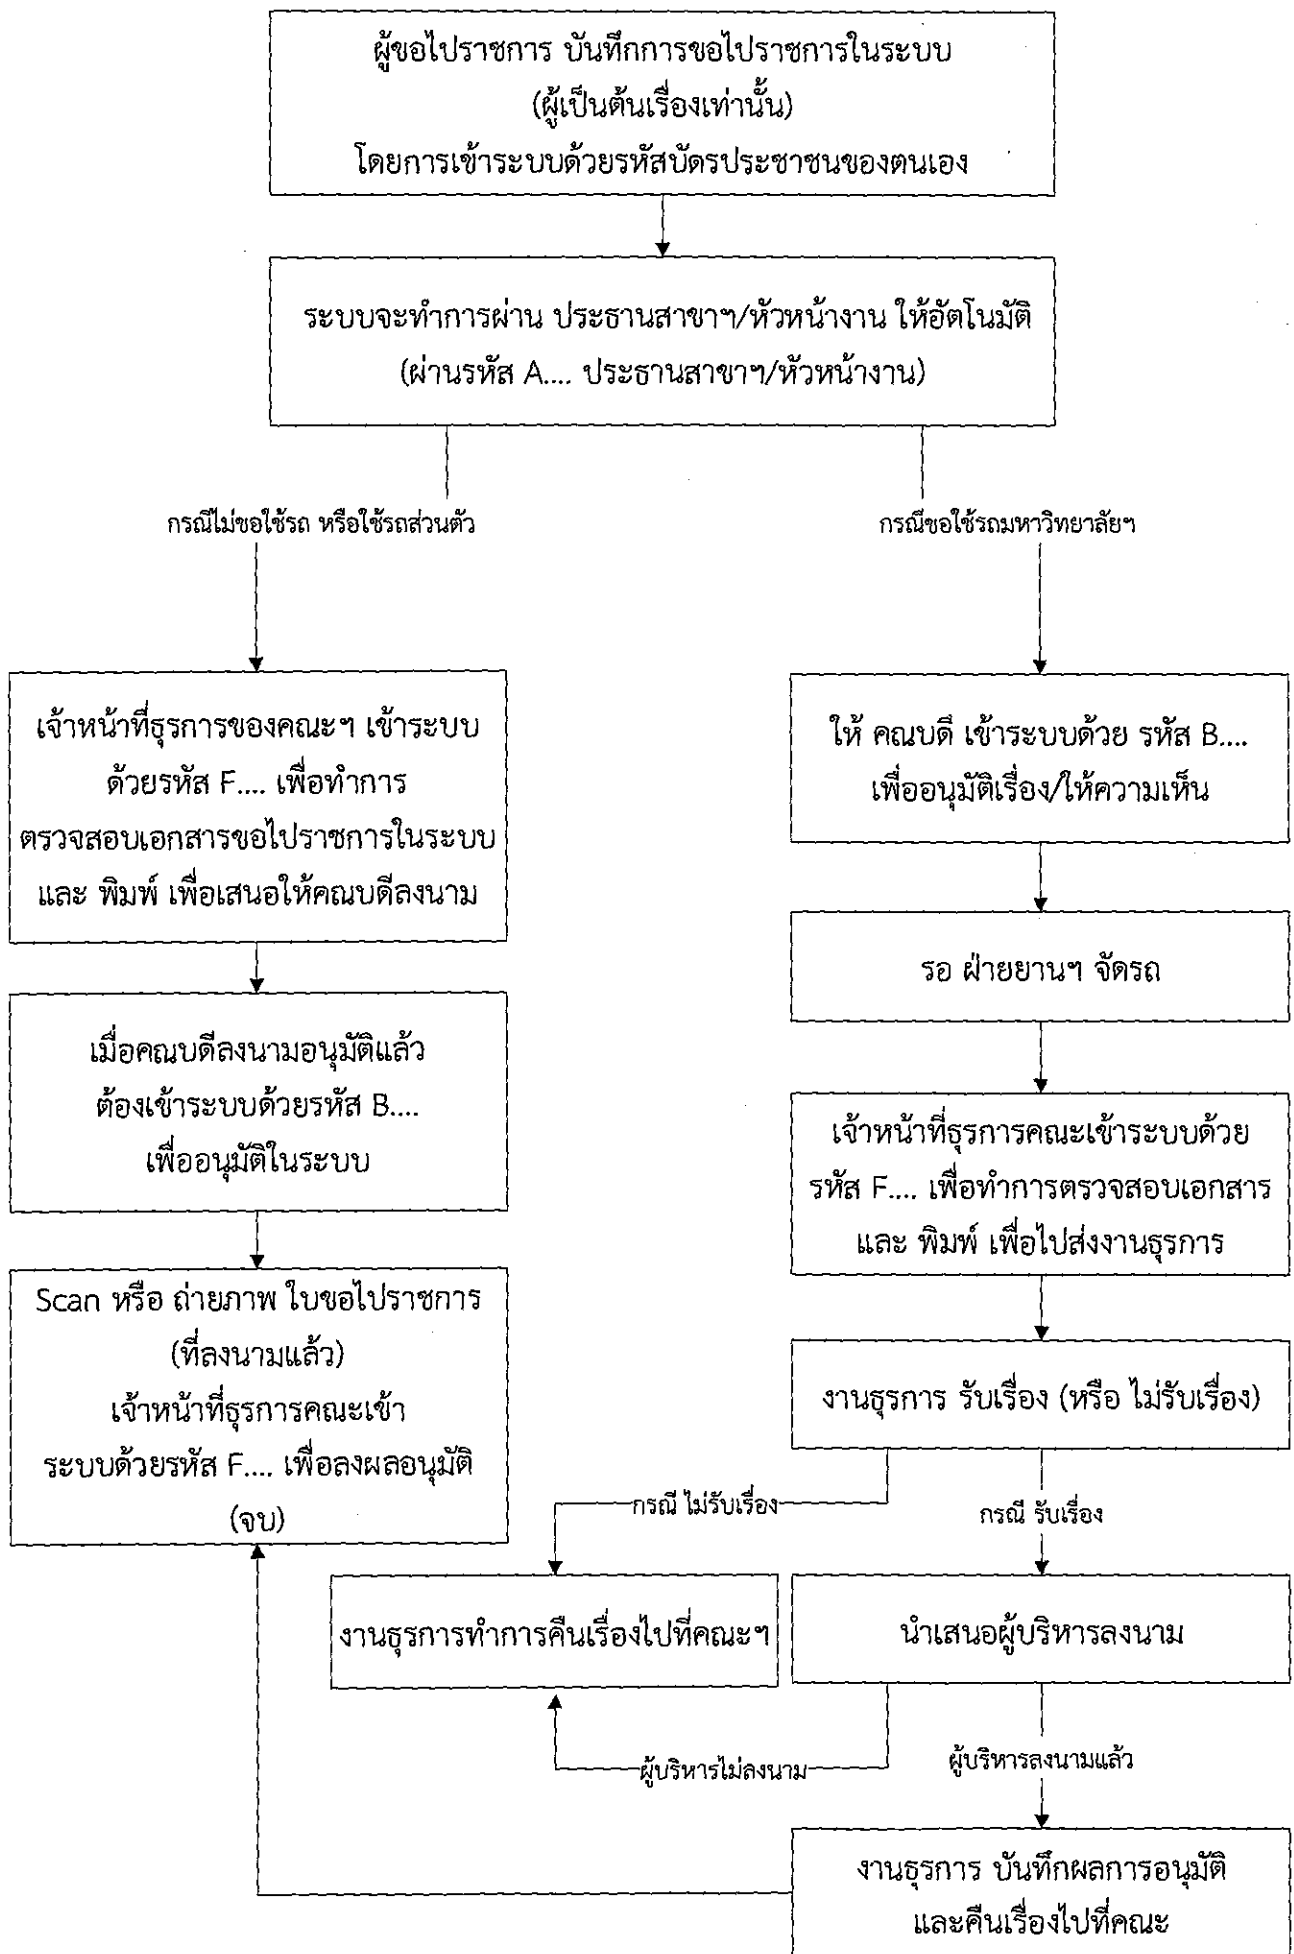 ผู้ขอไปราชการ บันทึกการขอไปราชการในระบบ
(ผู้เป็นต้นเรื่องเท่านั้น)
โดยการเข้าระบบด้วยรหัสบัตรประชาชนของตนเอง
ระบบจะทำการผ่าน ประธานสาขาฯ/หัวหน้างาน ให้อัตโนมัติ
(ผ่านรหัส A.... ประธานสาขาฯ/หัวหน้างาน)
กรณีไม่ขอใช้รถ หรือใช้รถส่วนตัว
เจ้าหน้าที่ธุรการของคณะฯ เข้าระบบ
ด้วยรหัส F.... เพื่อทำการ
ตรวจสอบเอกสารขอไปราชการในระบบ
และ พิมพ์ เพื่อเสนอให้คณบดีลงนาม
เมื่อคณบดีลงนามอนุมัติแล้ว
ต้องเข้าระบบด้วยรหัส B....
เพื่ออนุมัติในระบบ
Scan หรือ ถ่ายภาพ ใบขอไปราชการ
(ที่ลงนามแล้ว)
เจ้าหน้าที่ธุรการคณะเข้า
ระบบด้วยรหัส F.... เพื่อลงผลอนุมัติ
(จบ)
กรณีขอใช้รถมหาวิทยาลัยฯ
ให้ คณบดี เข้าระบบด้วย รหัส B....
เพื่ออนุมัติเรื่อง/ให้ความเห็น
รอ ฝ่ายยานฯ จัดรถ
เจ้าหน้าที่ธุรการคณะเข้าระบบด้วย
รหัส F.... เพื่อทำการตรวจสอบเอกสาร
และ พิมพ์ เพื่อไปส่งงานธุรการ
งานธุรการ รับเรื่อง (หรือ ไม่รับเรื่อง)
กรณี ไม่รับเรื่อง
กรณี รับเรื่อง
งานธุรการทำการคืนเรื่องไปที่คณะฯ
นำเสนอผู้บริหารลงนาม
ผู้บริหารไม่ลงนาม
ผู้บริหารลงนามแล้ว
งานธุรการ บันทึกผลการอนุมัติ
และคืนเรื่องไปที่คณะ